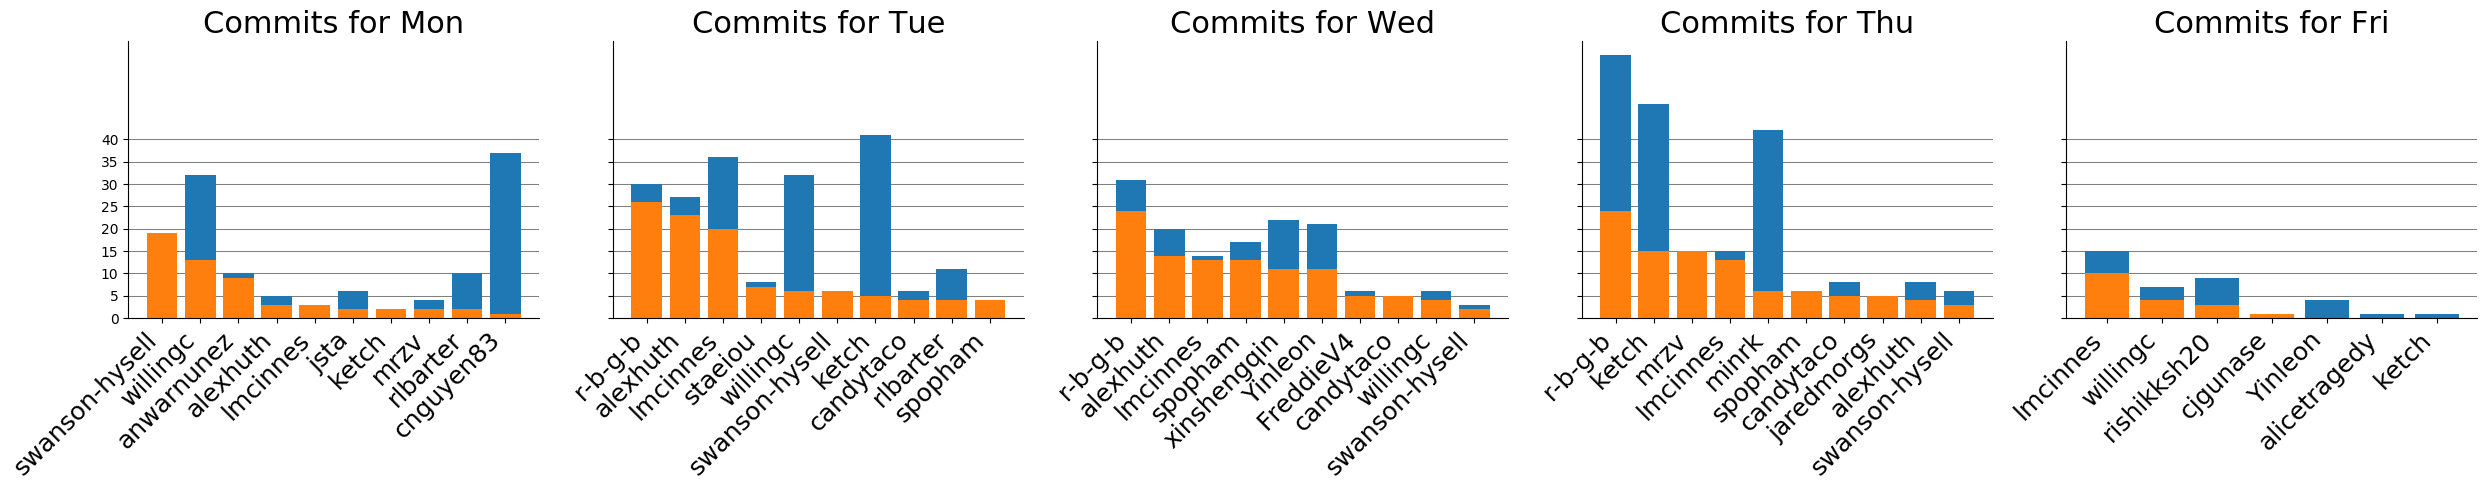 Commits for Mon
40
35
30
25
20
15
10
5
0
swanson-hysell
willingc
anwarnunez
alexhuth
lmcinnes
jsta
ketch
mrzv
rlbarter
cnguyen83
Commits for Tue
r-b-g-b
alexhuth
lmcinnes
staeiou
willingc
swanson-hysell
ketch
candytaco
rlbarter
spopham
Commits for Wed
r-b-g-b
alexhuth
lmcinnes
spopham
xinshengqin
Yinleon
FreddieV4
candytaco
willingc
swanson-hysell
Commits for Thu
r-b-g-b
ketch
mrzv
lmcinnes
minrk
spopham
candytaco
jaredmorgs
alexhuth
swanson-hysell
Commits for Fri
lmcinnes
willingc
rishikksh20
cjgunase
Yinleon
alicetragedy
ketch